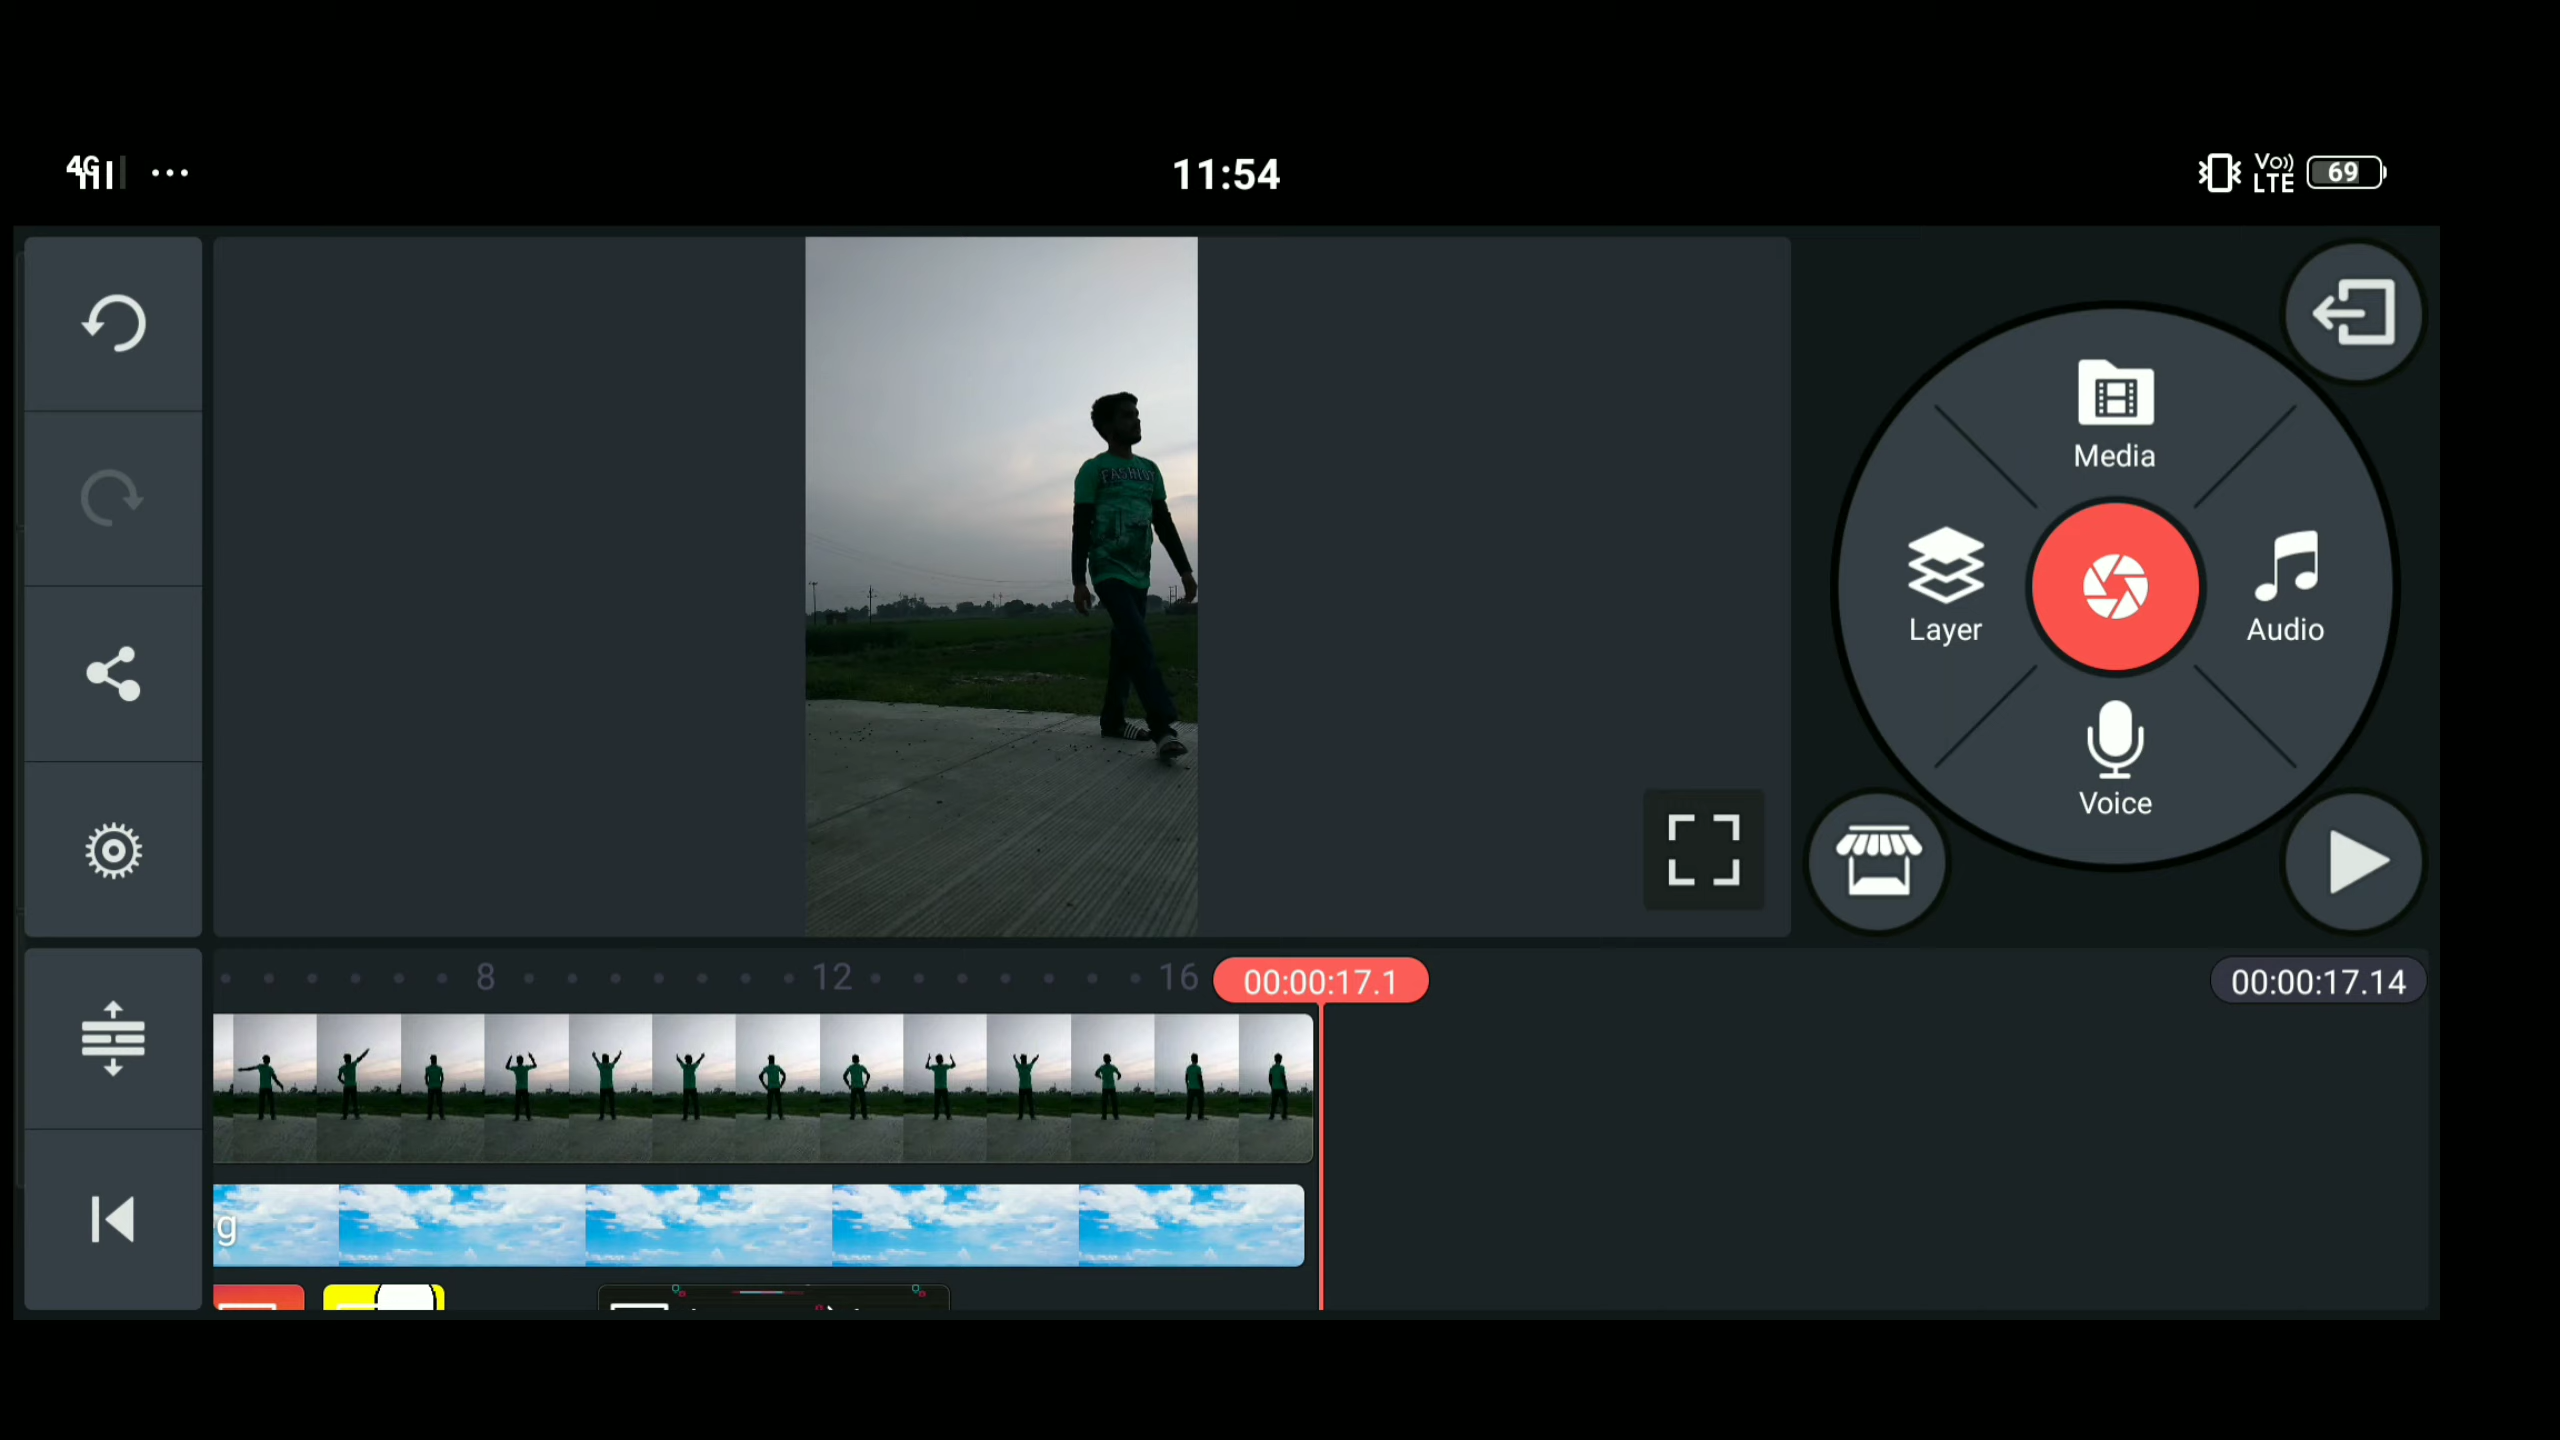 4G
11:54
Vo)) LTE
69
FASHION
Media
Layer
Audio
Voice
8
12
16
00:00:17.1
00:00:17.14
g